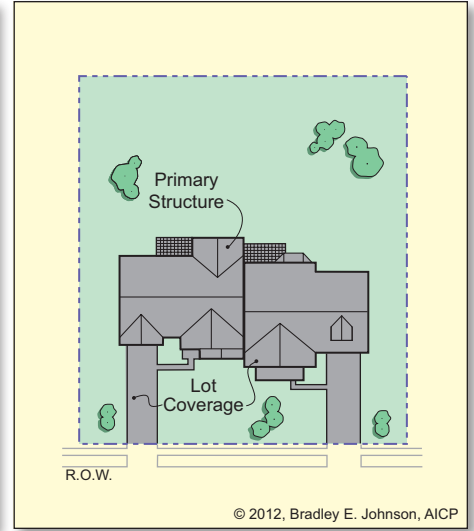 Primary
Structure
Lot
Coverage
R.O.W.
© 2012, Bradley E. Johnson, AICP